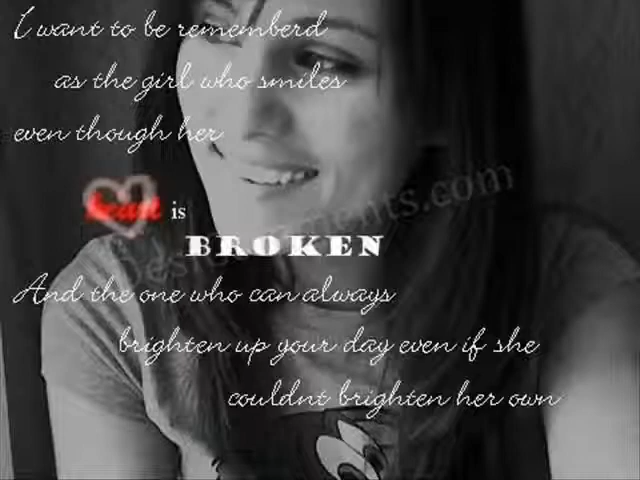 I want to be rememberd
as the girl who smiles
even though her
heart is
BROKEN
And the one who can always
brighten up your day even if she
couldnt brighten her own